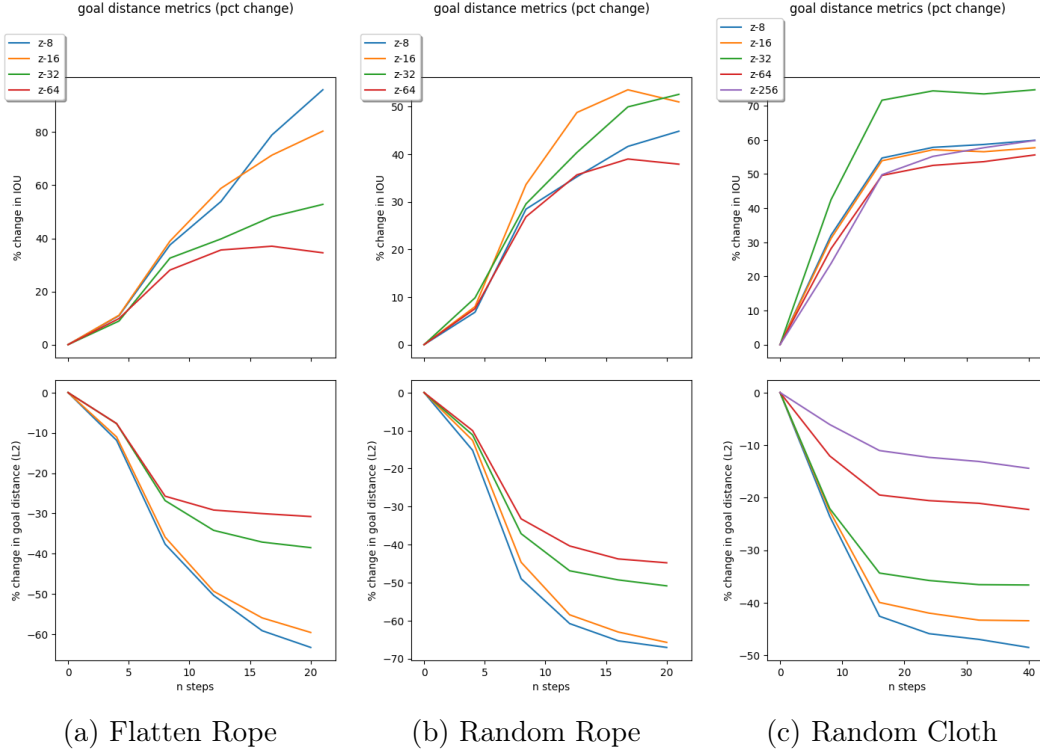 goal distance metrics (pct change)
z-8
z-16
z-32
z-64
% change in IOU
80
60
40
20
0
% change in goal distance (L2)
0
−10
−20
−30
−40
−50
−60
0
5
10
15
20
n steps
(a) Flatten Rope
goal distance metrics (pct change)
z-8
z-16
z-32
z-64
% change in IOU
50
40
30
20
10
0
% change in goal distance (L2)
0
−10
−20
−30
−40
−50
−60
−70
0
5
10
15
20
n steps
(b) Random Rope
goal distance metrics (pct change)
z-8
z-16
z-32
z-64
z-256
% change in IOU
70
60
50
40
30
20
10
0
% change in goal distance (L2)
0
−10
−20
−30
−40
−50
0
10
20
30
40
n steps
(c) Random Cloth